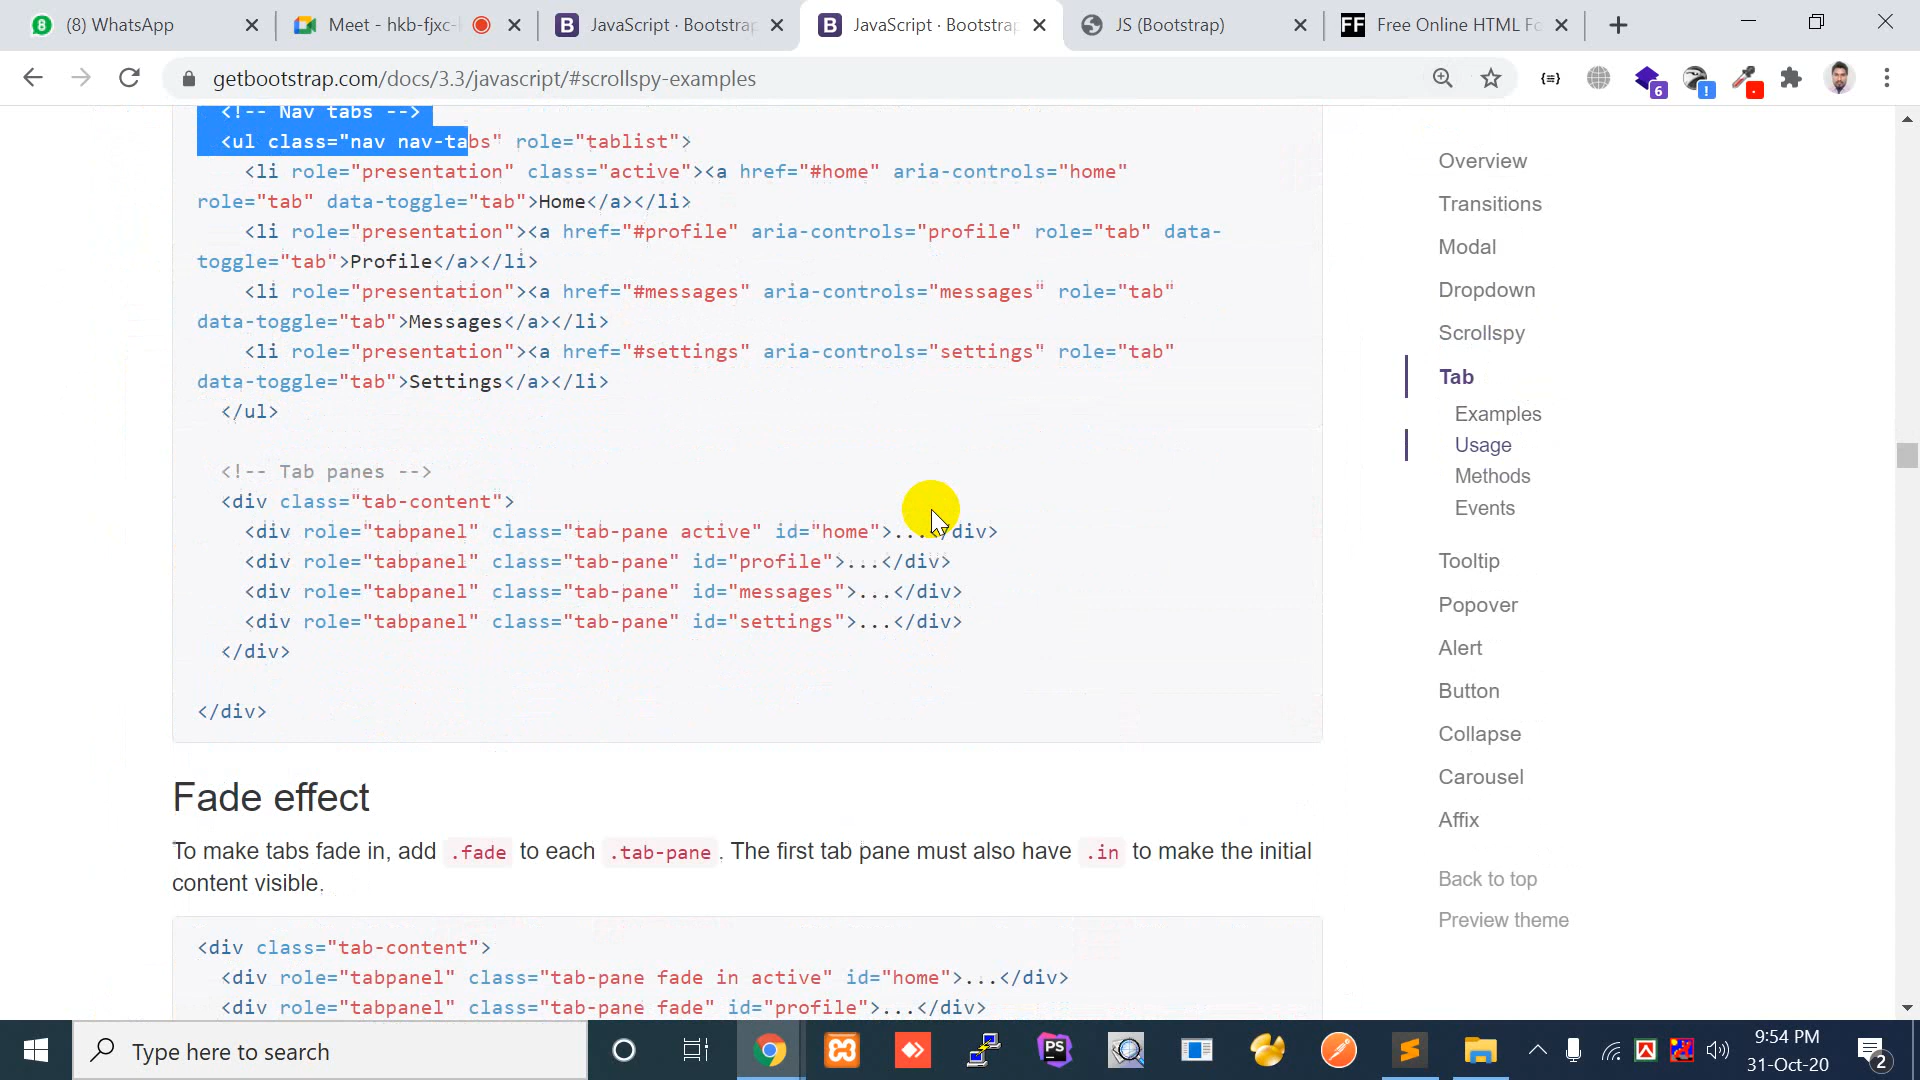 (8) WhatsApp
Meet - hkb-fjxc-
JavaScript · Bootstrap
JavaScript · Bootstrap
JS (Bootstrap)
FF Free Online HTML Fo
getbootstrap.com/docs/3.3/javascript/#scrollspy-examples
<!-- Nav tabs -->
<ul class="nav nav-tabs" role="tablist">
<li role="presentation" class="active"><a href="#home" aria-controls="home"
role="tab" data-toggle="tab">Home</a></li>
<li role="presentation"><a href="#profile" aria-controls="profile" role="tab" data-
toggle="tab">Profile</a></li>
<li role="presentation"><a href="#messages" aria-controls="messages" role="tab"
data-toggle="tab">Messages</a></li>
<li role="presentation"><a href="#settings" aria-controls="settings" role="tab"
data-toggle="tab">Settings</a></li>
</ul>
<!-- Tab panes -->
<div class="tab-content">
<div role="tabpanel" class="tab-pane active" id="home">...</div>
<div role="tabpanel" class="tab-pane" id="profile">...</div>
<div role="tabpanel" class="tab-pane" id="messages">...</div>
<div role="tabpanel" class="tab-pane" id="settings">...</div>
</div>
</div>
Fade effect
To make tabs fade in, add .fade to each .tab-pane. The first tab pane must also have .in to make the initial
content visible.
<div class="tab-content">
<div role="tabpanel" class="tab-pane fade in active" id="home">...</div>
<div role="tabpanel" class="tab-pane fade" id="profile">...</div>
Overview
Transitions
Modal
Dropdown
Scrollspy
Tab
Examples
Usage
Methods
Events
Tooltip
Popover
Alert
Button
Collapse
Carousel
Affix
Back to top
Preview theme
Type here to search
9:54 PM
31-Oct-20
2